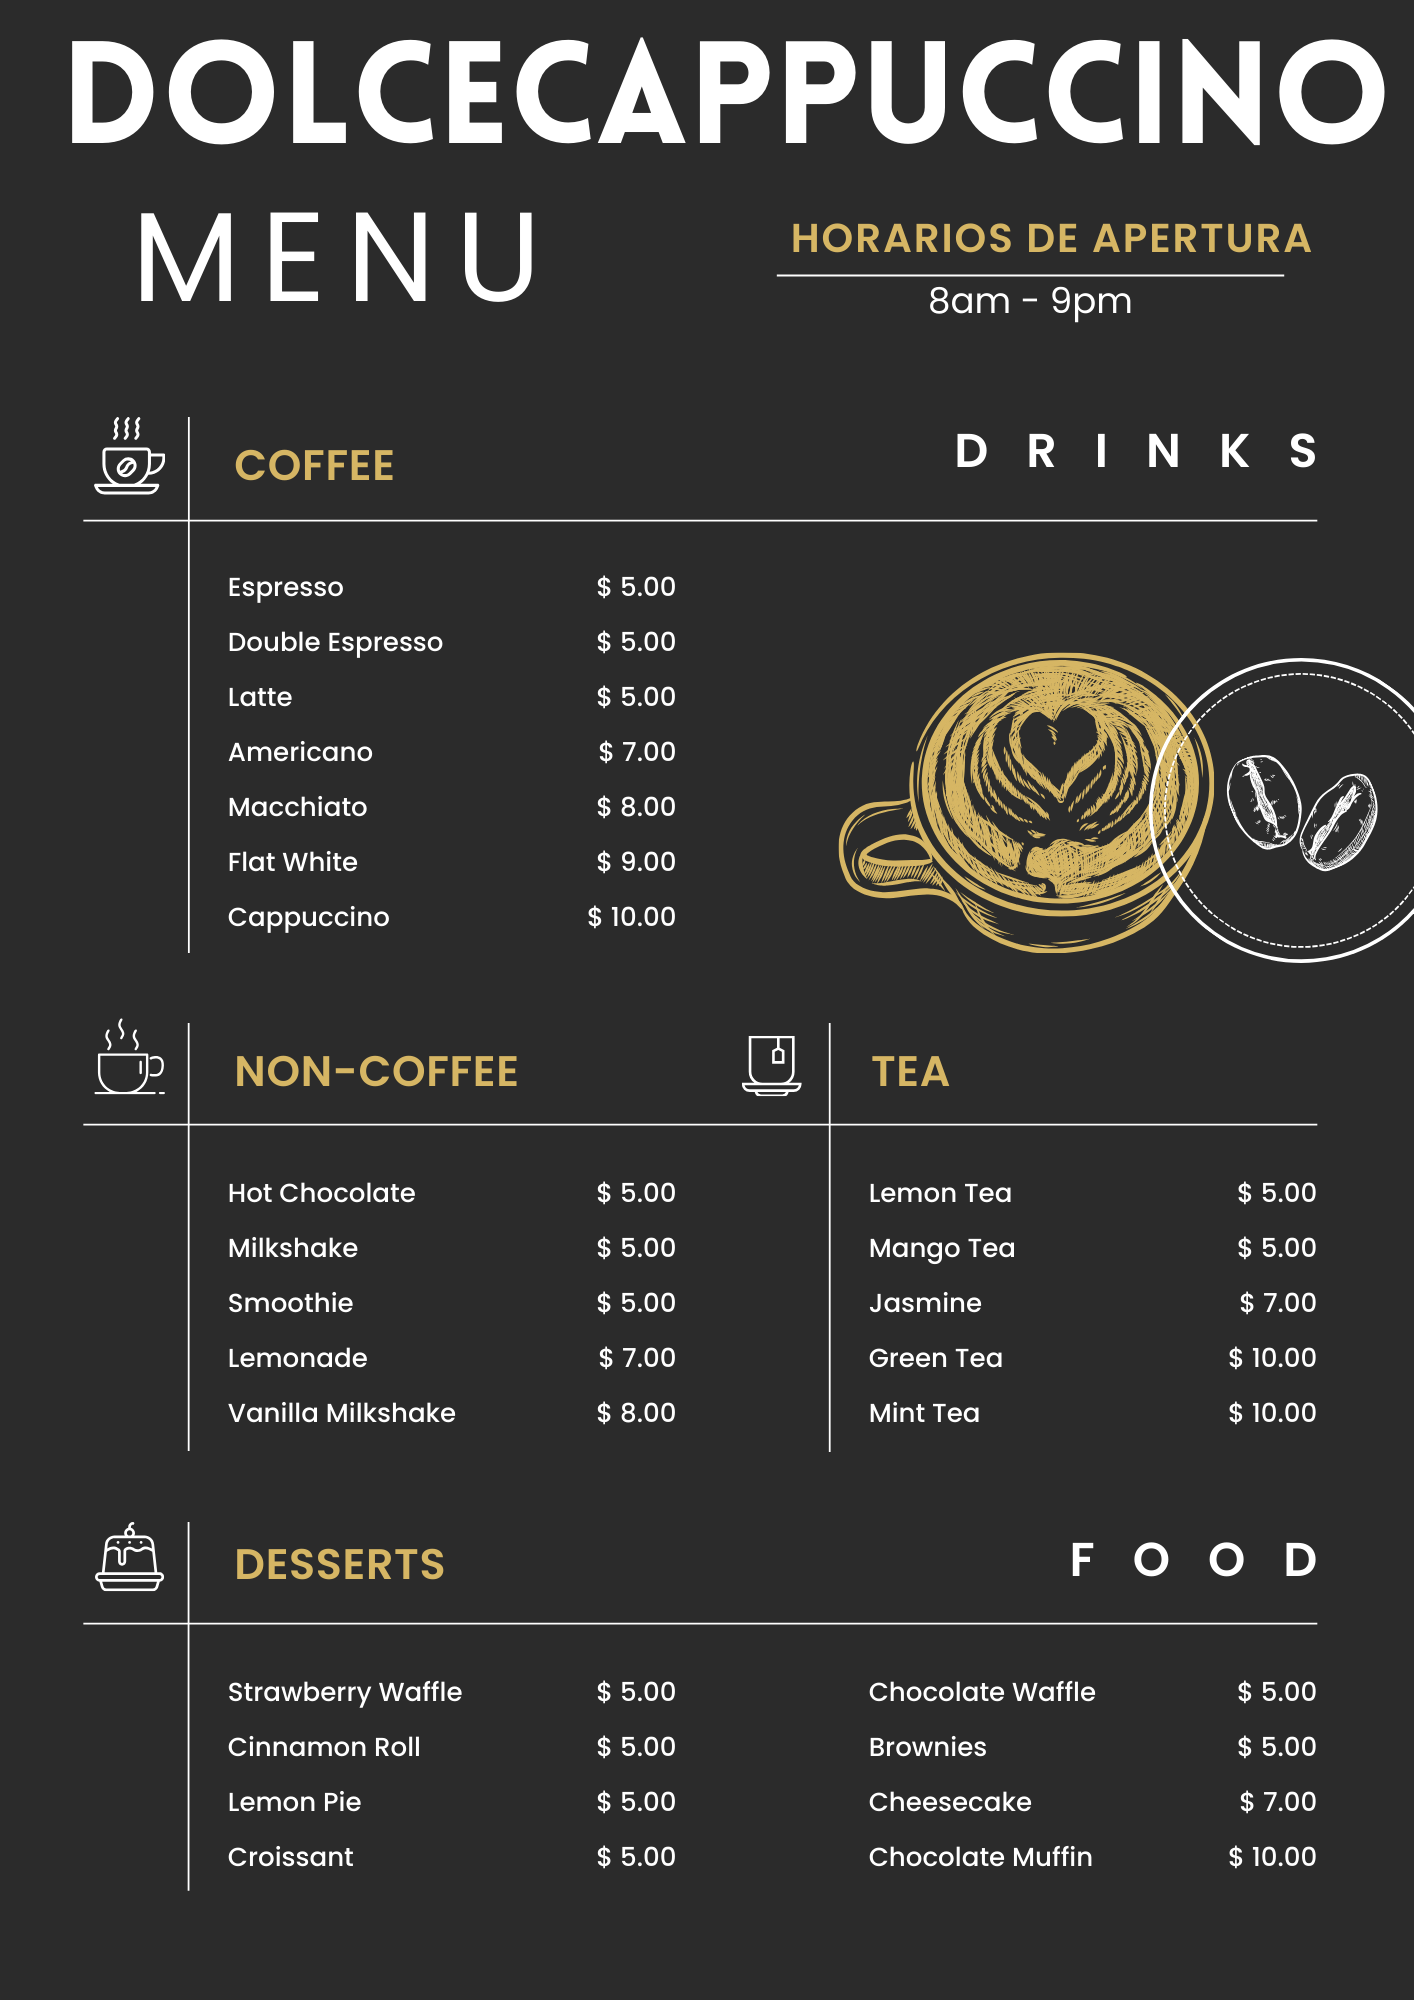 DOLCECAPPUCCINO
MENU
HORARIOS DE APERTURA
8am - 9pm
COFFEE
DRINKS
Espresso $ 5.00
Double Espresso $ 5.00
Latte $ 5.00
Americano $ 7.00
Macchiato $ 8.00
Flat White $ 9.00
Cappuccino $ 10.00
NON-COFFEE
Hot Chocolate $ 5.00
Milkshake $ 5.00
Smoothie $ 5.00
Lemonade $ 7.00
Vanilla Milkshake $ 8.00
TEA
Lemon Tea $ 5.00
Mango Tea $ 5.00
Jasmine $ 7.00
Green Tea $ 10.00
Mint Tea $ 10.00
DESSERTS
FOOD
Strawberry Waffle $ 5.00
Cinnamon Roll $ 5.00
Lemon Pie $ 5.00
Croissant $ 5.00
Chocolate Waffle $ 5.00
Brownies $ 5.00
Cheesecake $ 7.00
Chocolate Muffin $ 10.00